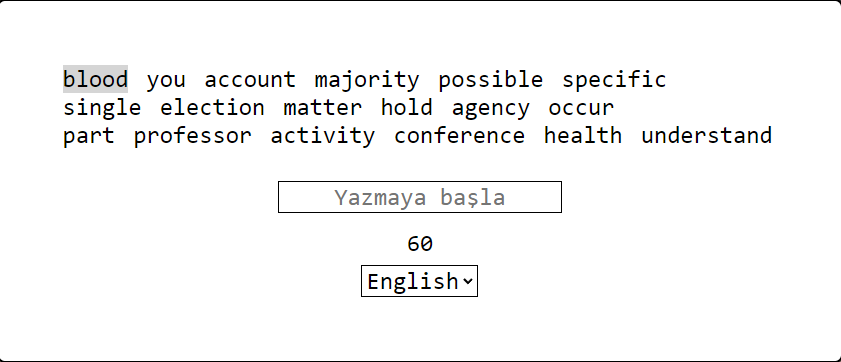 blood you account majority possible specific
single election matter hold agency occur
part professor activity conference health understand
Yazmaya başla
60
English